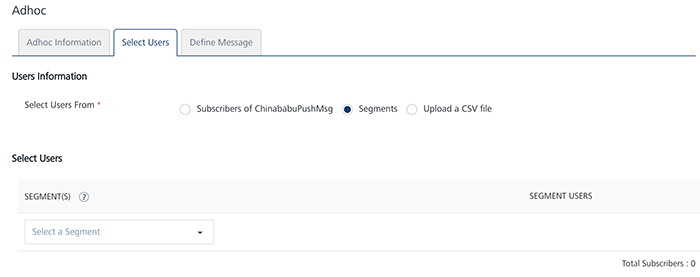 Adhoc
Adhoc Information Select Users Define Message
Users Information
Select Users From * Subscribers of ChinababuPushMsg Segments Upload a CSV file
Select Users
SEGMENT(S) ? SEGMENT USERS
Select a Segment
Total Subscribers : 0